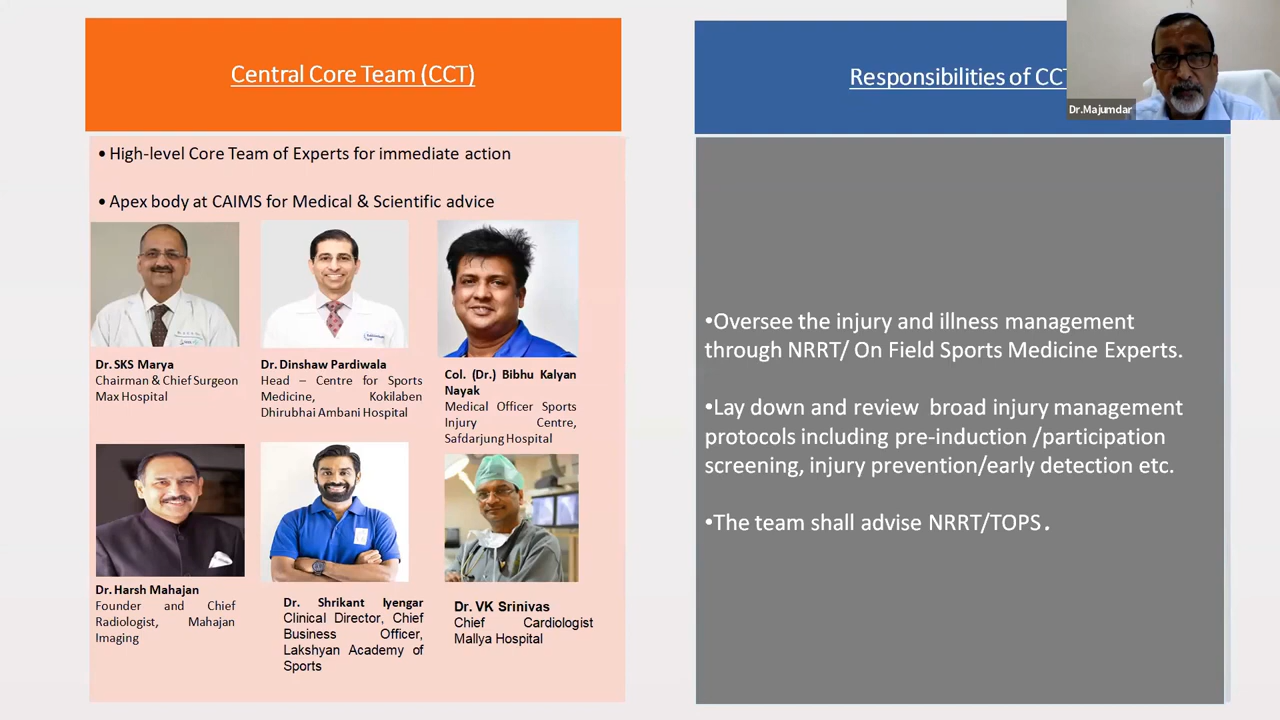 Central Core Team (CCT)
• High-level Core Team of Experts for immediate action
• Apex body at CAIMS for Medical & Scientific advice
Dr. SKS Marya
Chairman & Chief Surgeon
Max Hospital
Dr. Dinshaw Pardiwala
Head – Centre for Sports
Medicine, Kokilaben
Dhirubhai Ambani Hospital
Col. (Dr.) Bibhu Kalyan
Nayak
Medical Officer Sports
Injury Centre,
Safdarjung Hospital
Dr. Harsh Mahajan
Founder and Chief
Radiologist, Mahajan
Imaging
Dr. Shrikant Iyengar
Clinical Director, Chief
Business Officer,
Lakshyan Academy of
Sports
Dr. VK Srinivas
Chief Cardiologist
Mallya Hospital
Responsibilities of CC
Dr.Majumdar
•Oversee the injury and illness management
through NRRT/ On Field Sports Medicine Experts.
•Lay down and review broad injury management
protocols including pre-induction /participation
screening, injury prevention/early detection etc.
•The team shall advise NRRT/TOPS.